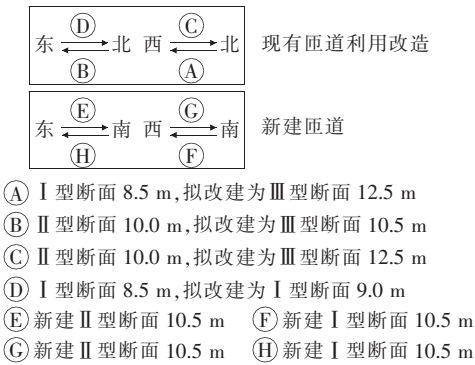 Ⓓ Ⓒ
东 北 西 北 现有匝道利用改造
Ⓑ Ⓐ
Ⓔ Ⓖ
东 南 西 南 新建匝道
Ⓗ Ⓕ
Ⓐ Ⅰ型断面 8.5 m,拟改建为Ⅲ型断面 12.5 m
Ⓑ Ⅱ型断面 10.0 m,拟改建为Ⅲ型断面 10.5 m
Ⓒ Ⅱ型断面 10.0 m,拟改建为Ⅲ型断面 12.5 m
Ⓓ Ⅰ型断面 8.5 m,拟改建为Ⅰ型断面 9.0 m
Ⓔ 新建Ⅱ型断面 10.5 m Ⓕ 新建Ⅰ型断面 10.5 m
Ⓖ 新建Ⅱ型断面 10.5 m Ⓗ 新建Ⅰ型断面 10.5 m